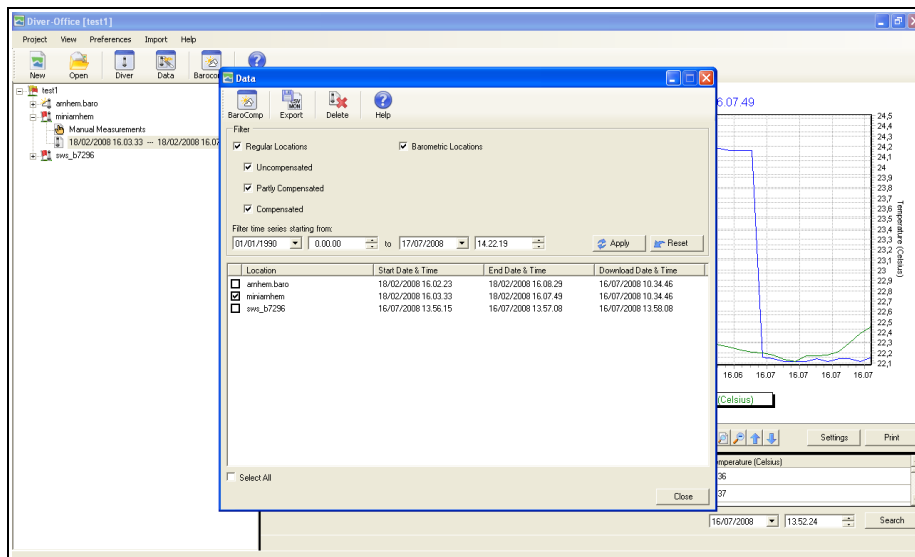 Diver-Office [test1]
Project View Preferences Import Help
New Open Diver Data Baroco
test1
arnhem.baro
miniarnhem
Manual Measurements
18/02/2008 16.03.33 --- 18/02/2008 16.07
sws_b7296
Data
BaroComp Export Delete Help
CSV
MON
Filter
Regular Locations Barometric Locations
Uncompensated
Partly Compensated
Compensated
Filter time series starting from:
01/01/1990 0.00.00 to 17/07/2008 14.22.19 Apply Reset
Location Start Date & Time End Date & Time Download Date & Time
arnhem.baro 18/02/2008 16.02.23 18/02/2008 16.08.29 16/07/2008 10.34.46
miniarnhem 18/02/2008 16.03.33 18/02/2008 16.07.49 16/07/2008 10.34.46
sws_b7296 16/07/2008 13.56.15 16/07/2008 13.57.08 16/07/2008 13.58.08
Select All
Close
6.07.49
24,5
24,4
24,3
24,2
24,1
24
23,9
23,8
23,7
23,6
23,5
23,4
23,3
23,2
23,1
23
22,9
22,8
22,7
22,6
22,5
22,4
22,3
22,2
22,1
Temperature (Celsius)
16.06 16.07 16.07 16.07 16.07
(Celsius)
Settings Print
emperature (Celsius)
36
37
16/07/2008 13.52.24 Search